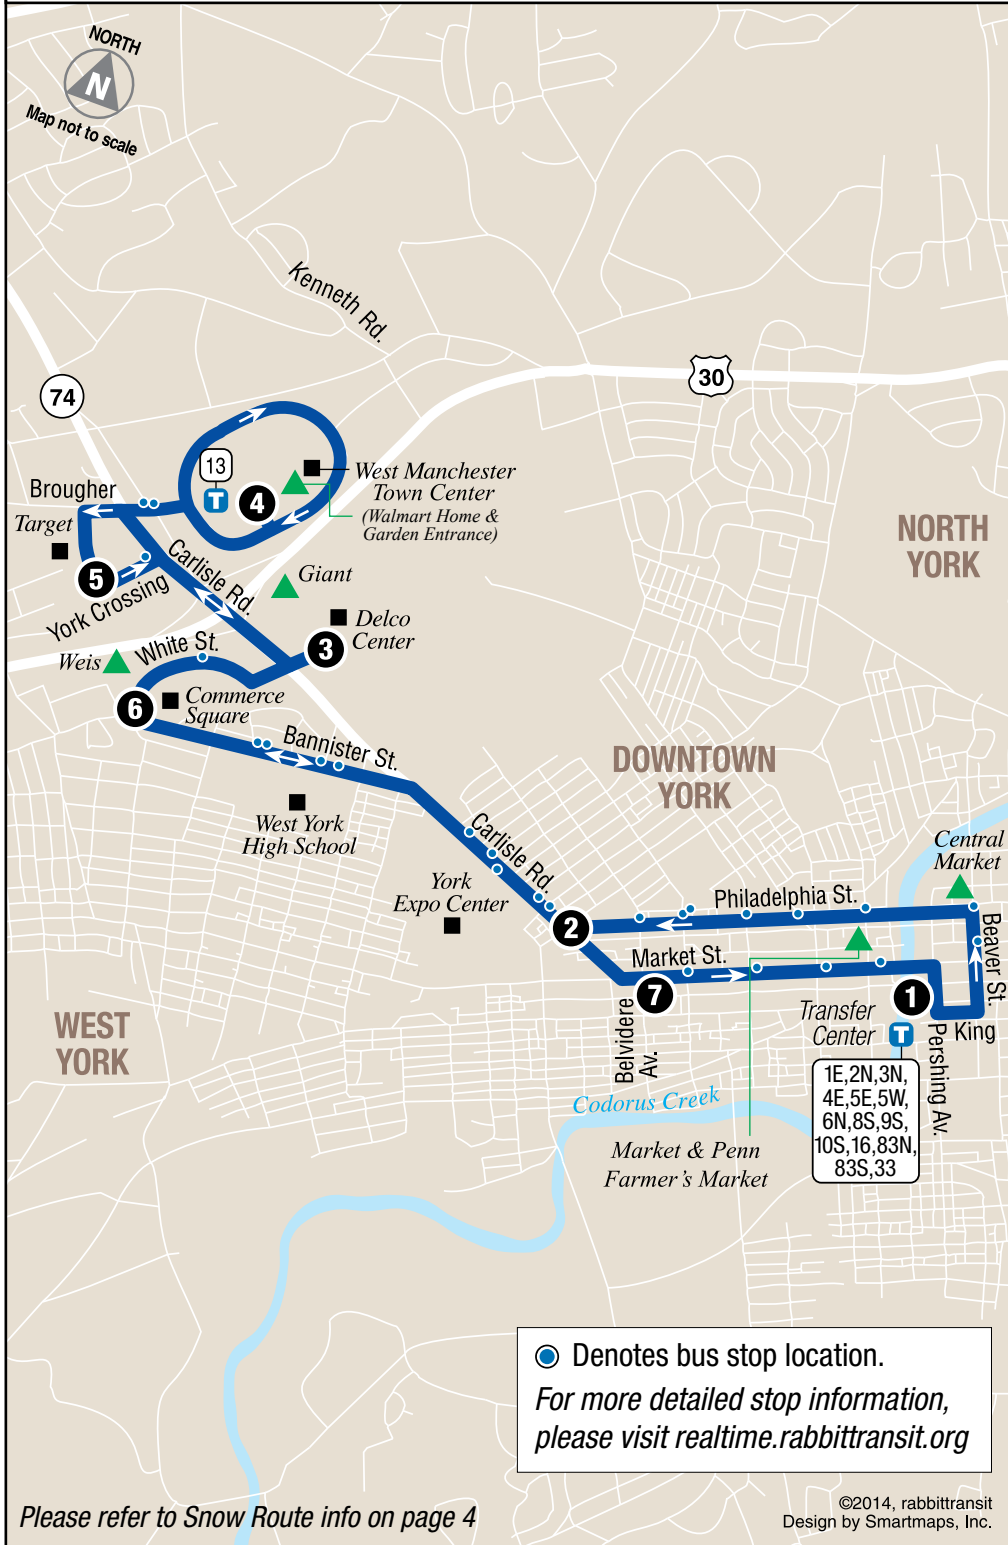 NORTH
N
Map not to scale
Kenneth Rd.
30
74
13
West Manchester
Town Center
(Walmart Home &
Garden Entrance)
4
Brougher
Target
NORTH
YORK
Carlisle Rd.
5
York Crossing
Giant
Delco
Center
3
White St.
Weis
Commerce
Square
6
Bannister St.
DOWNTOWN
YORK
West York
High School
Carlisle Rd.
Central
Market
York
Expo Center
Philadelphia St.
2
Market St.
Beaver St.
7
1
Transfer
Center
T
T
King
Pershing Av.
Belvidere
Av.
WEST
YORK
1E,2N,3N,
4E,5E,5W,
6N,8S,9S,
10S,16,83N,
83S,33
Codorus Creek
Market & Penn
Farmer's Market
Denotes bus stop location.
For more detailed stop information,
please visit realtime.rabbittransit.org
Please refer to Snow Route info on page 4
©2014, rabbittransit
Design by Smartmaps, Inc.